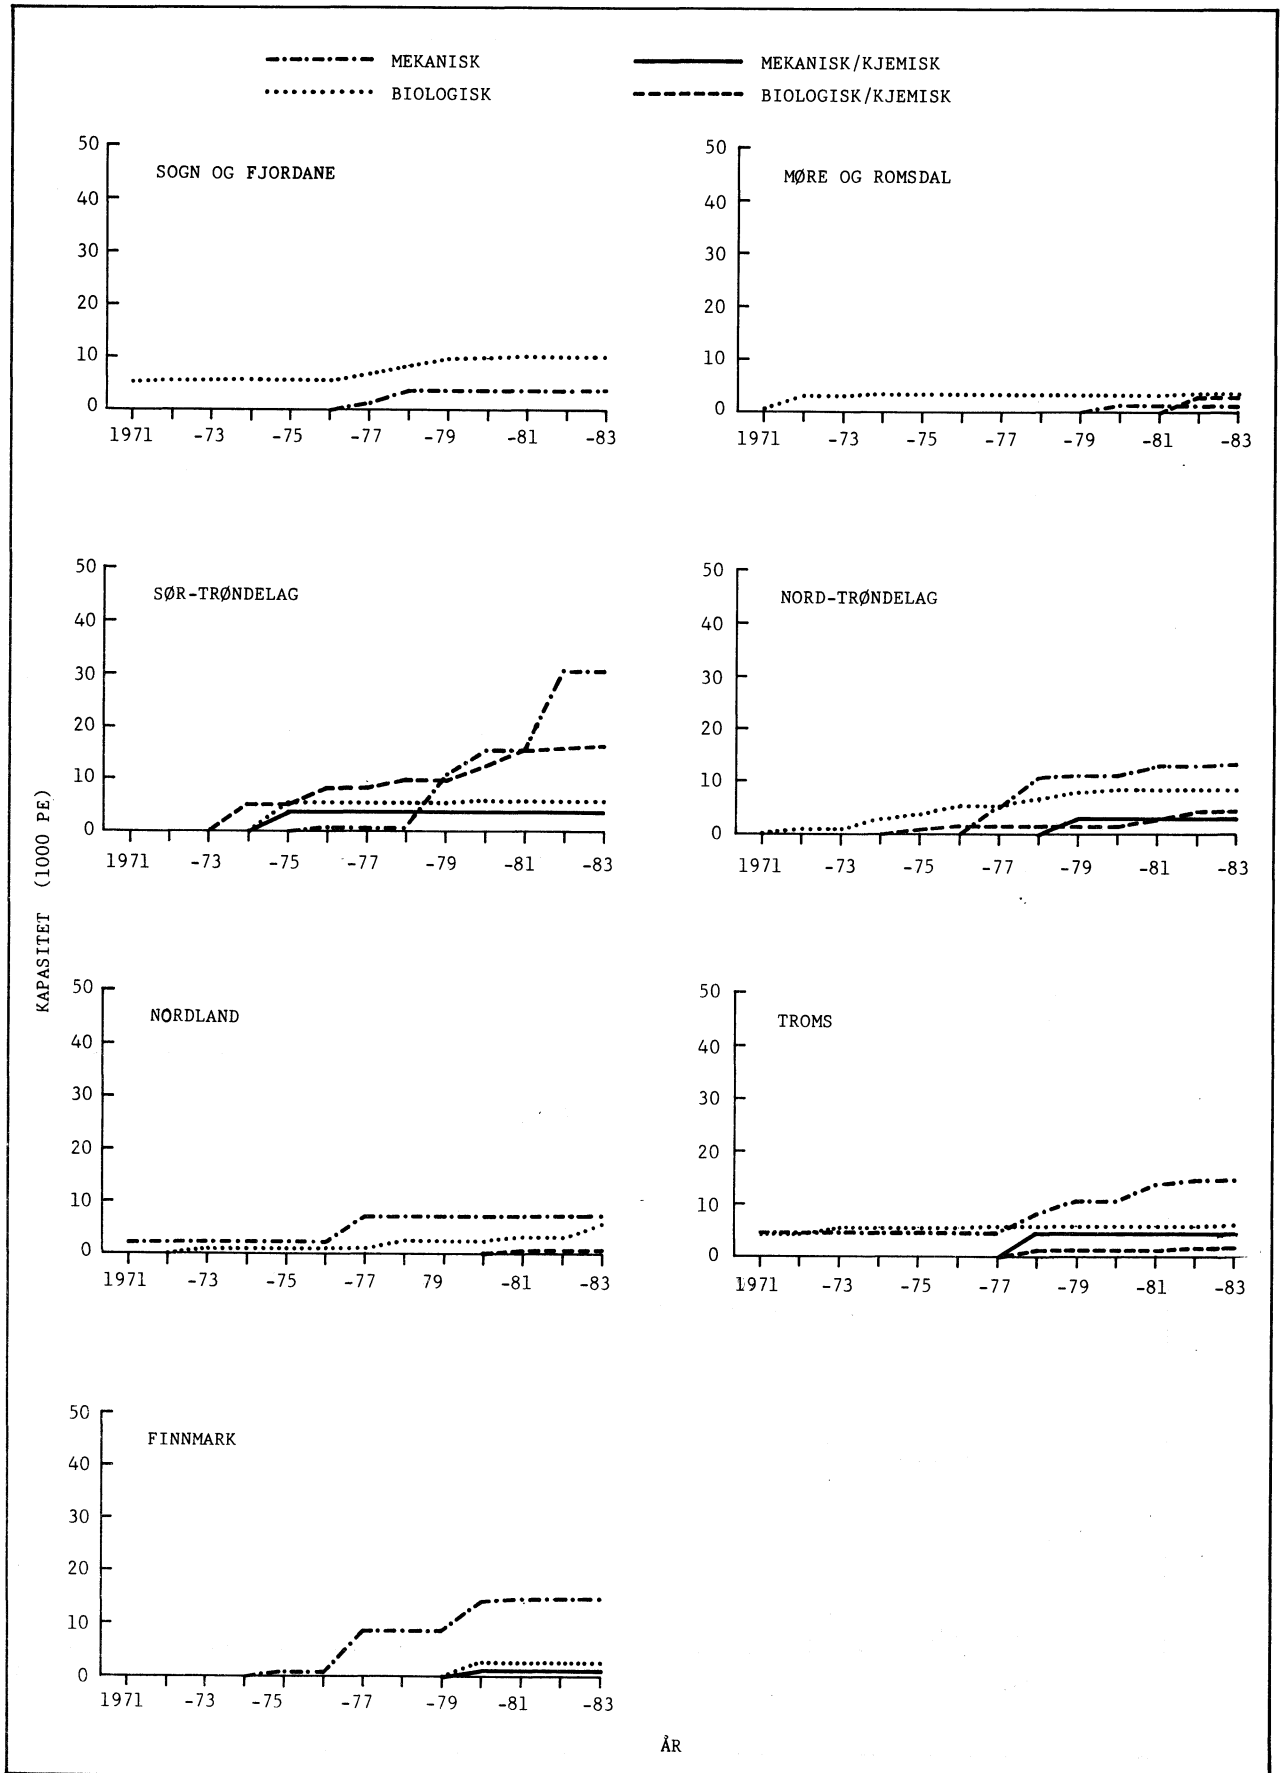 MEKANISK MEKANISK/KJEMISK
BIOLOGISK BIOLOGISK/KJEMISK
SOGN OG FJORDANE
50
40
30
20
10
0
1971 -73 -75 -77 -79 -81 -83
MØRE OG ROMSDAL
50
40
30
20
10
0
1971 -73 -75 -77 -79 -81 -83
SØR-TRØNDELAG
50
40
30
20
10
0
1971 -73 -75 -77 -79 -81 -83
NORD-TRØNDELAG
50
40
30
20
10
0
1971 -73 -75 -77 -79 -81 -83
KAPASITET (1000 PE)
NORDLAND
50
40
30
20
10
0
1971 -73 -75 -77 79 -81 -83
TROMS
50
40
30
20
10
0
1971 -73 -75 -77 -79 -81 -83
FINNMARK
50
40
30
20
10
0
1971 -73 -75 -77 -79 -81 -83
ÅR